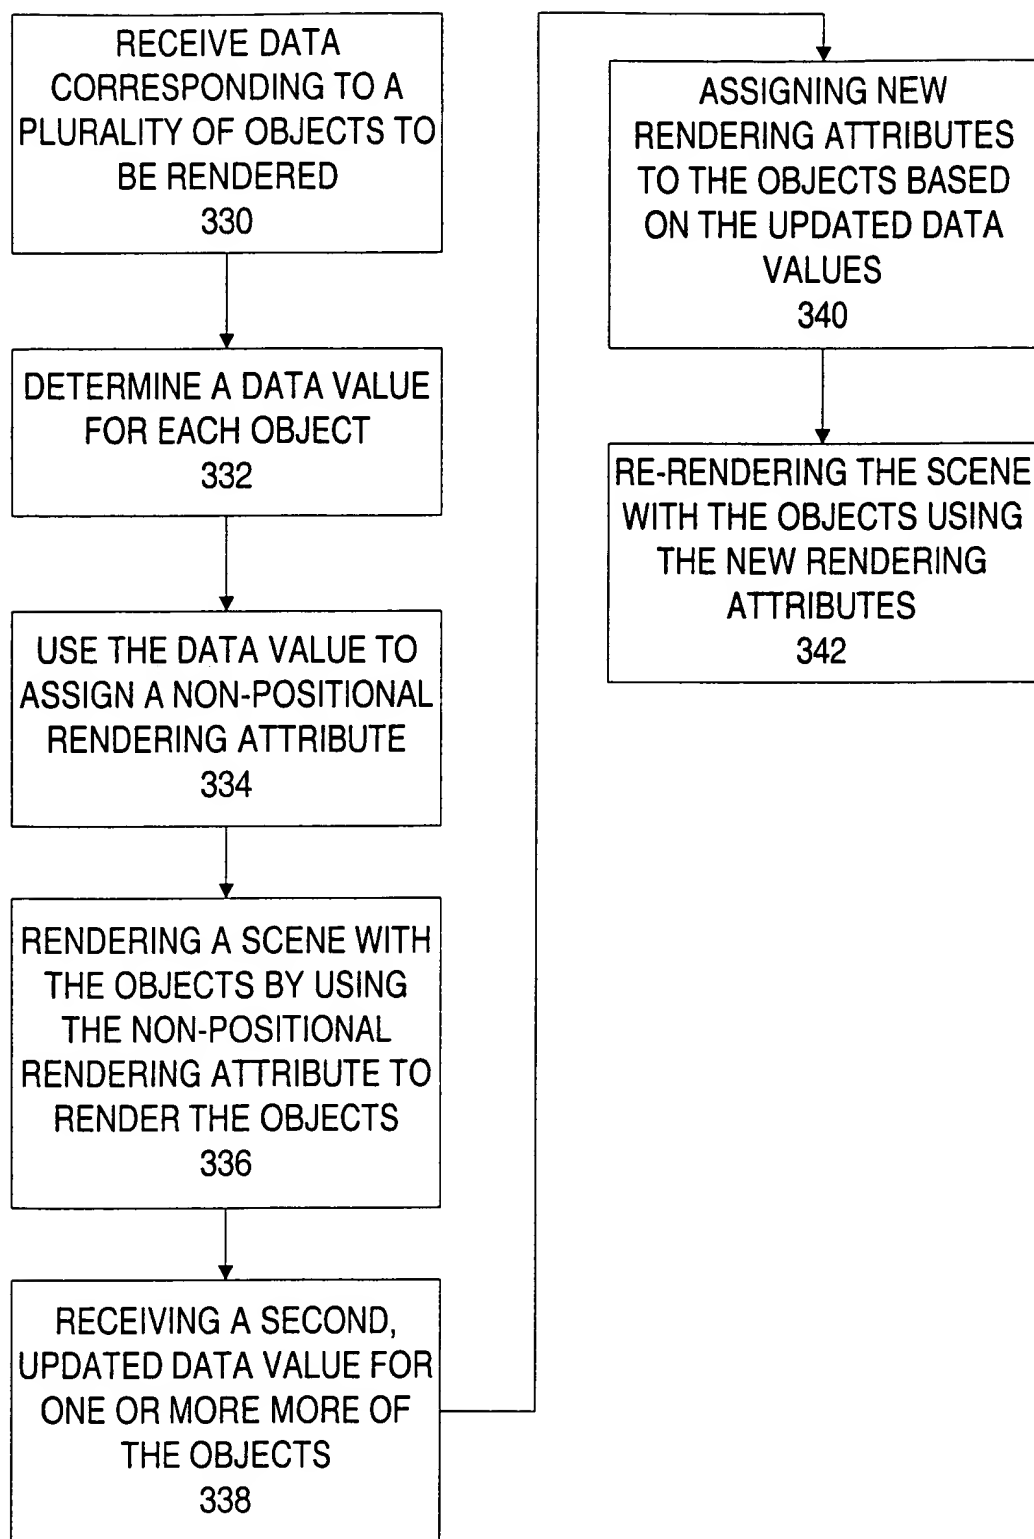 RECEIVE DATA
CORRESPONDING TO A
PLURALITY OF OBJECTS TO
BE RENDERED
330
DETERMINE A DATA VALUE
FOR EACH OBJECT
332
USE THE DATA VALUE TO
ASSIGN A NON-POSITIONAL
RENDERING ATTRIBUTE
334
RENDERING A SCENE WITH
THE OBJECTS BY USING
THE NON-POSITIONAL
RENDERING ATTRIBUTE TO
RENDER THE OBJECTS
336
RECEIVING A SECOND,
UPDATED DATA VALUE FOR
ONE OR MORE MORE OF
THE OBJECTS
338
ASSIGNING NEW
RENDERING ATTRIBUTES
TO THE OBJECTS BASED
ON THE UPDATED DATA
VALUES
340
RE-RENDERING THE SCENE
WITH THE OBJECTS USING
THE NEW RENDERING
ATTRIBUTES
342